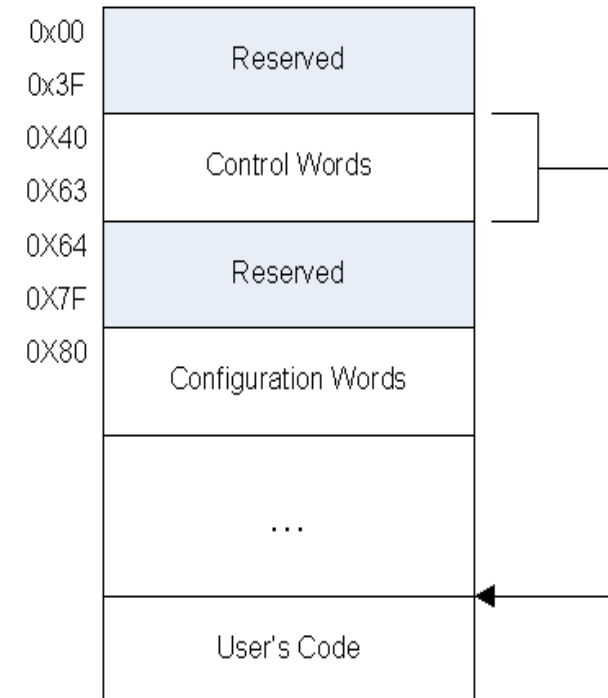 0x00
Reserved
0x3F
0X40
Control Words
0X63
0X64
Reserved
0X7F
0X80
Configuration Words
...
User's Code